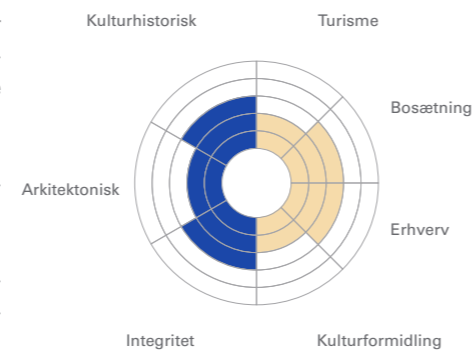 Kulturhistorisk
Turisme
Bosætning
Arkitektonisk
Erhverv
Integritet
Kulturformidling